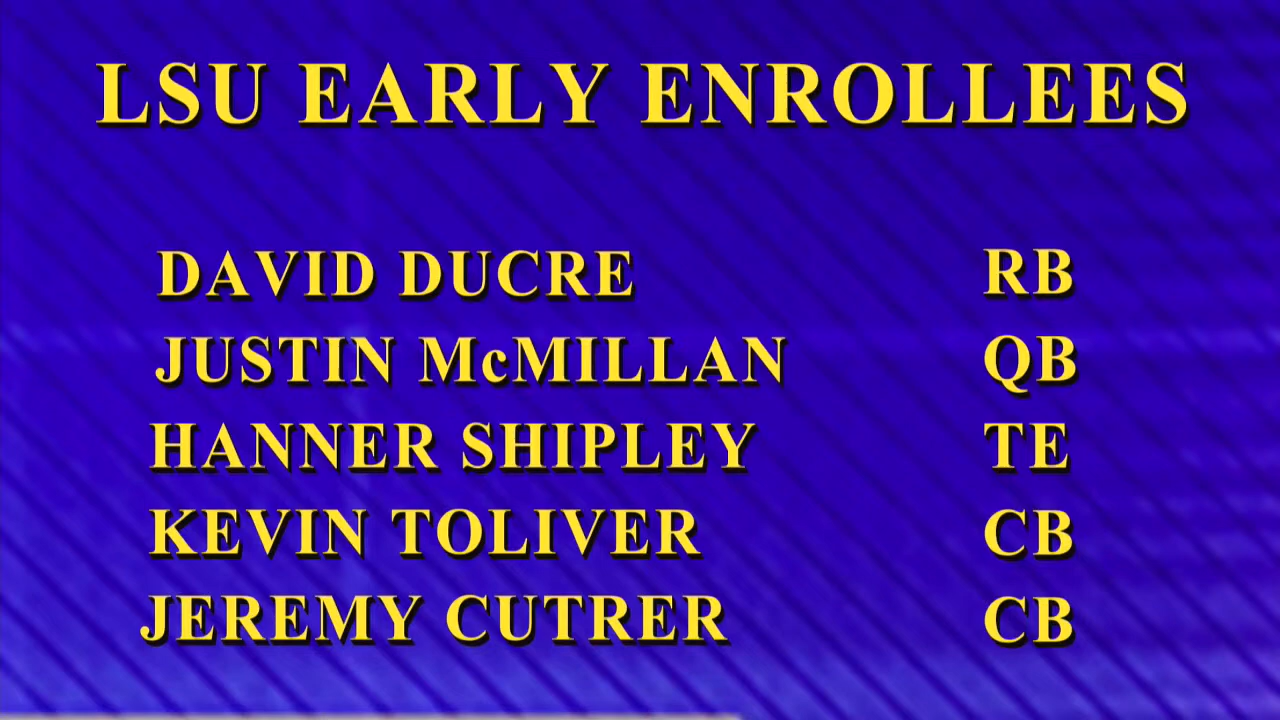 LSU EARLY ENROLLEES
DAVID DUCRE RB
JUSTIN McMILLAN QB
HANNER SHIPLEY TE
KEVIN TOLIVER CB
JEREMY CUTRER CB